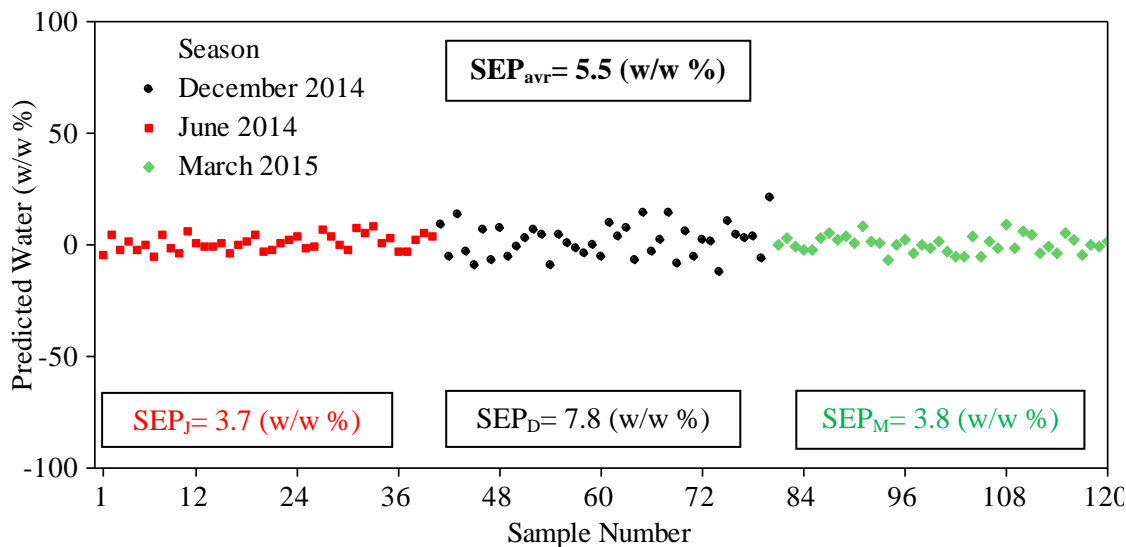 100
50
0
-50
-100
Predicted Water (w/w %)
Season
December 2014
June 2014
March 2015
SEPavr= 5.5 (w/w %)
SEPJ= 3.7 (w/w %)
SEPD= 7.8 (w/w %)
SEPM= 3.8 (w/w %)
1 12 24 36 48 60 72 84 96 108 120
Sample Number